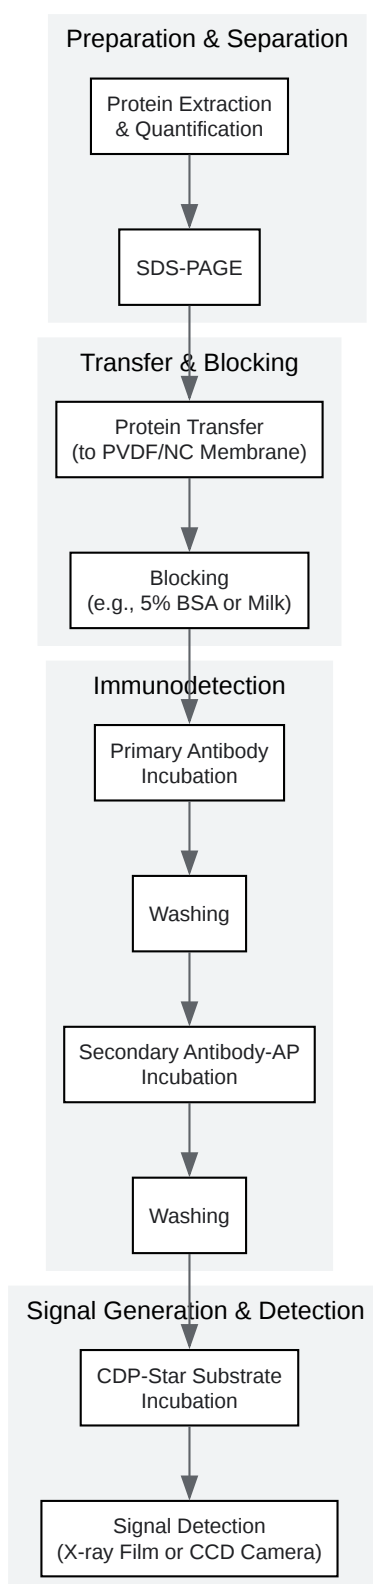 Preparation & Separation
Protein Extraction
& Quantification
SDS-PAGE
Transfer & Blocking
Protein Transfer
(to PVDF/NC Membrane)
Blocking
(e.g., 5% BSA or Milk)
Immunodetection
Primary Antibody
Incubation
Washing
Secondary Antibody-AP
Incubation
Washing
Signal Generation & Detection
CDP-Star Substrate
Incubation
Signal Detection
(X-ray Film or CCD Camera)